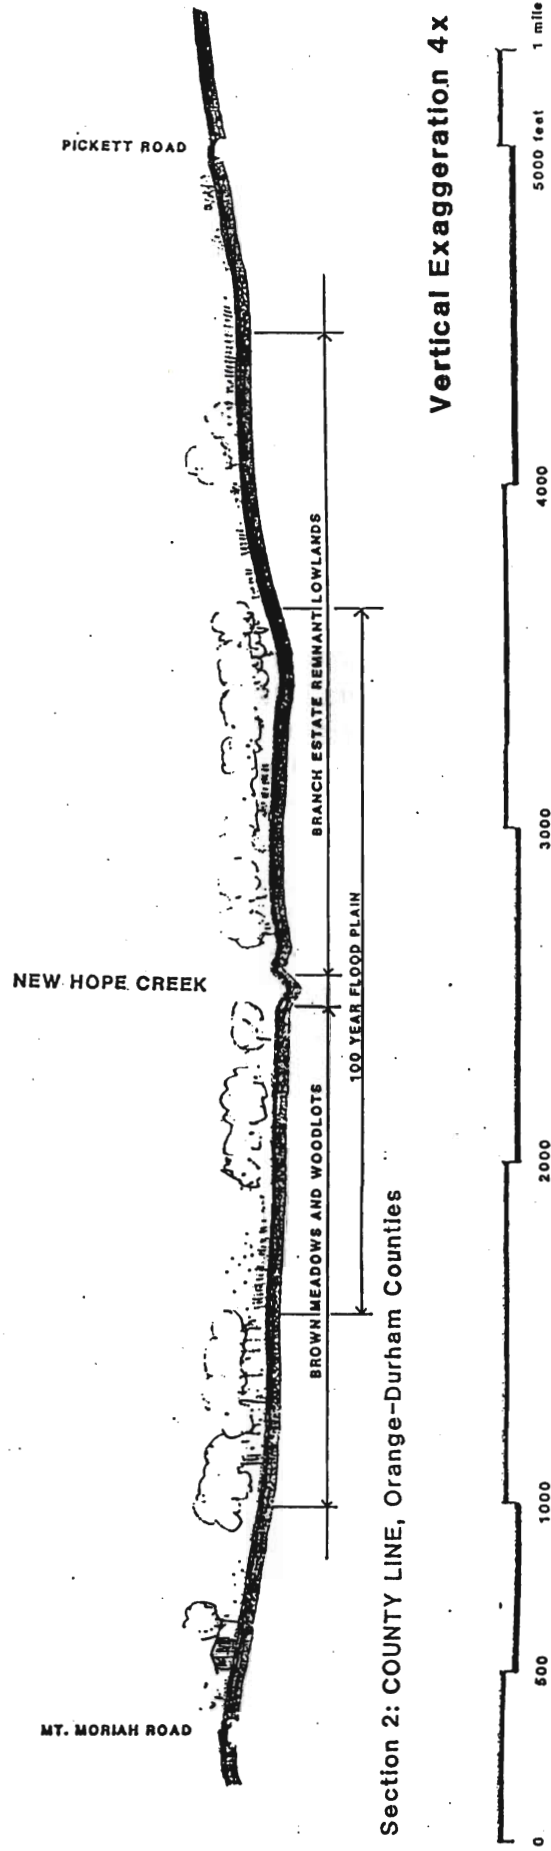 PICKETT ROAD
NEW HOPE CREEK
MT. MORIAH ROAD
BROWN MEADOWS AND WOODLOTS
BRANCH ESTATE REMNANT LOWLANDS
100 YEAR FLOOD PLAIN
Section 2: COUNTY LINE, Orange-Durham Counties
Vertical Exaggeration 4x
0
500
1000
2000
3000
4000
5000 feet
1 mile